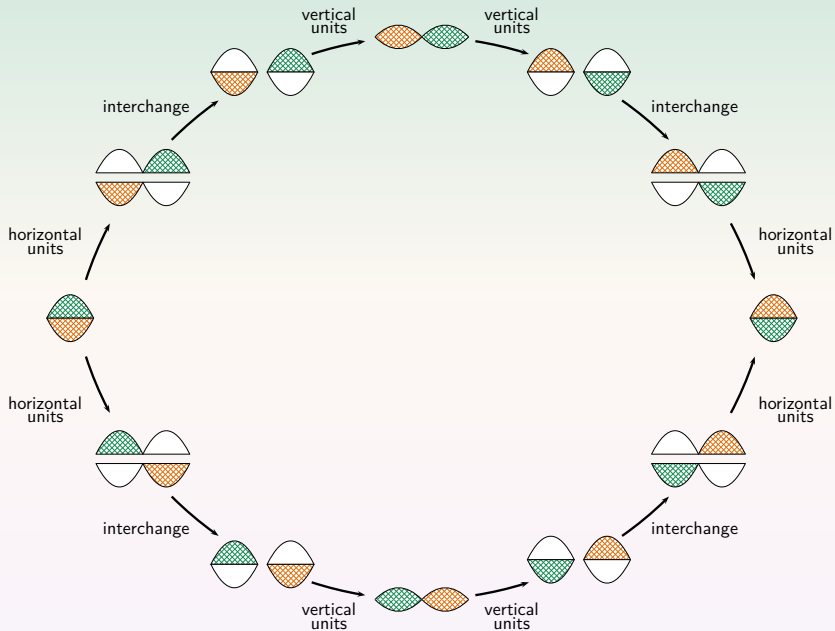 vertical
units
vertical
units
interchange
interchange
horizontal
units
horizontal
units
horizontal
units
horizontal
units
interchange
interchange
vertical
units
vertical
units